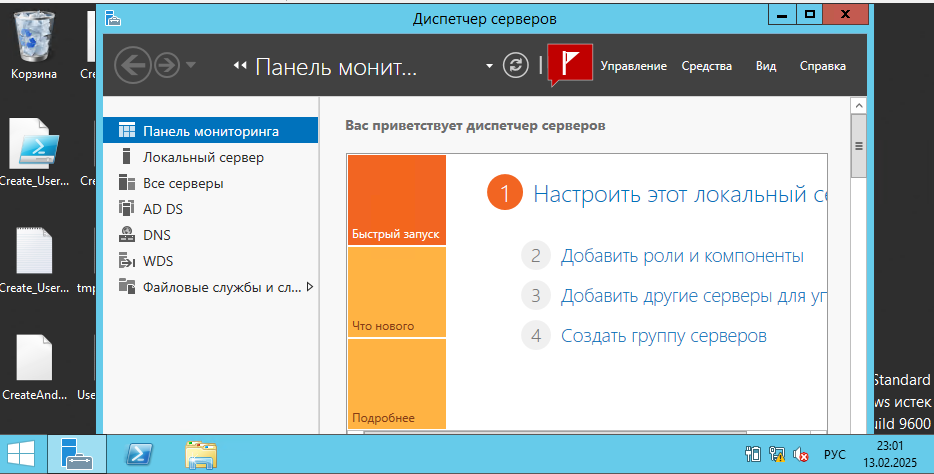 Диспетчер серверов
Корзина
Панель монит...
Управление
Средства
Вид
Справка
Панель мониторинга
Локальный сервер
Все серверы
AD DS
DNS
WDS
Файловые службы и сл...
Вас приветствует диспетчер серверов
Быстрый запуск
Что нового
Подробнее
1 Настроить этот локальный се
2 Добавить роли и компоненты
3 Добавить другие серверы для уп
4 Создать группу серверов
Cre
Create_User...
Cre
Create_User...
tmp
CreateAnd...
Use
Standard
ws истек
uild 9600
РУС
23:01
13.02.2025